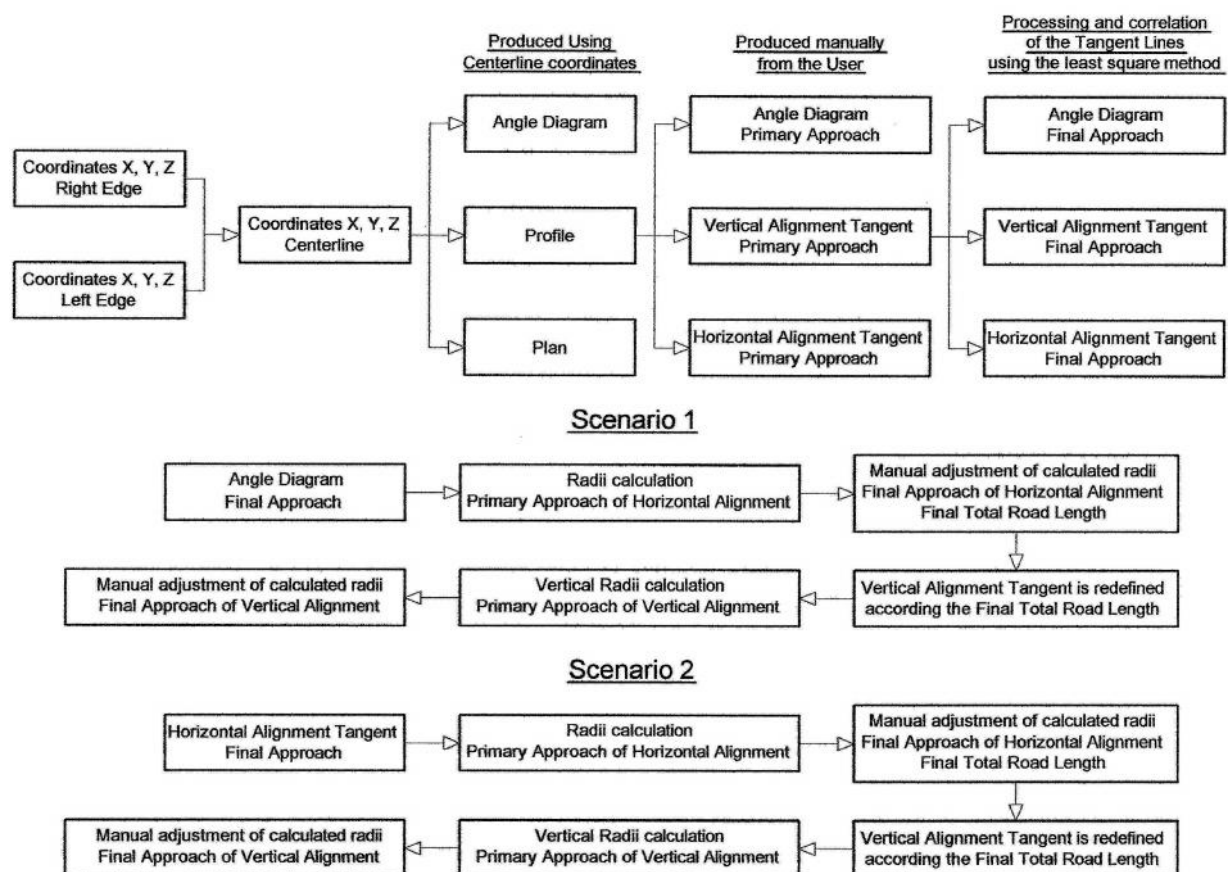 Produced Using
Centerline coordinates
Produced manually
from the User
Processing and correlation
of the Tangent Lines
using the least square method
Coordinates X, Y, Z
Right Edge
Coordinates X, Y, Z
Left Edge
Coordinates X, Y, Z
Centerline
Angle Diagram
Profile
Plan
Angle Diagram
Primary Approach
Vertical Alignment Tangent
Primary Approach
Horizontal Alignment Tangent
Primary Approach
Angle Diagram
Final Approach
Vertical Alignment Tangent
Final Approach
Horizontal Alignment Tangent
Final Approach
Scenario 1
Angle Diagram
Final Approach
Radii calculation
Primary Approach of Horizontal Alignment
Manual adjustment of calculated radii
Final Approach of Horizontal Alignment
Final Total Road Length
Vertical Alignment Tangent is redefined
according the Final Total Road Length
Vertical Radii calculation
Primary Approach of Vertical Alignment
Manual adjustment of calculated radii
Final Approach of Vertical Alignment
Scenario 2
Horizontal Alignment Tangent
Final Approach
Radii calculation
Primary Approach of Horizontal Alignment
Manual adjustment of calculated radii
Final Approach of Horizontal Alignment
Final Total Road Length
Vertical Alignment Tangent is redefined
according the Final Total Road Length
Vertical Radii calculation
Primary Approach of Vertical Alignment
Manual adjustment of calculated radii
Final Approach of Vertical Alignment